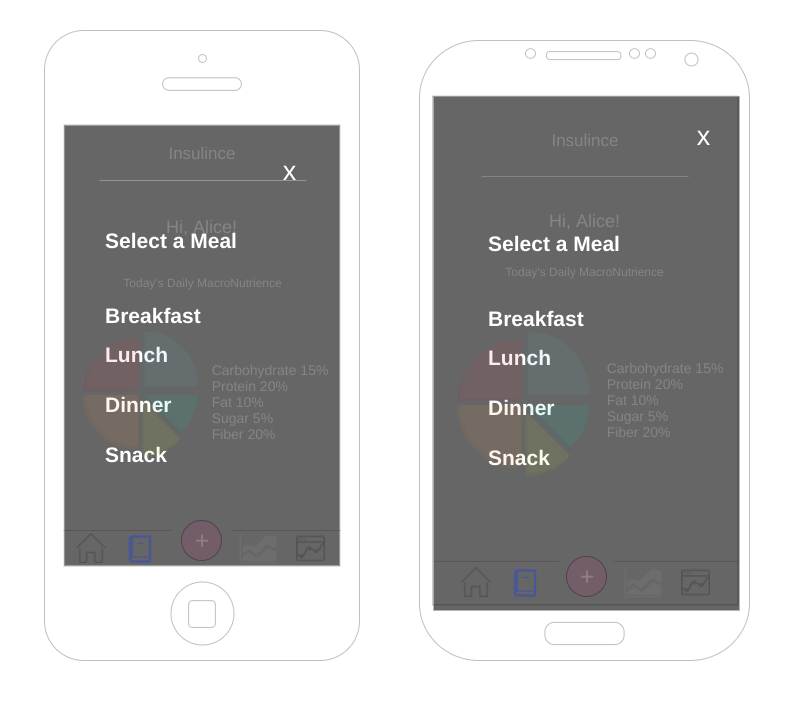 Insulince
X
Hi, Alice!
Select a Meal
Today's Daily MacroNutrience
Breakfast
Lunch
Carbohydrate 15%
Protein 20%
Fat 10%
Sugar 5%
Fiber 20%
Dinner
Snack
+
Insulince
X
Hi, Alice!
Select a Meal
Today's Daily MacroNutrience
Breakfast
Lunch
Carbohydrate 15%
Protein 20%
Fat 10%
Sugar 5%
Fiber 20%
Dinner
Snack
+